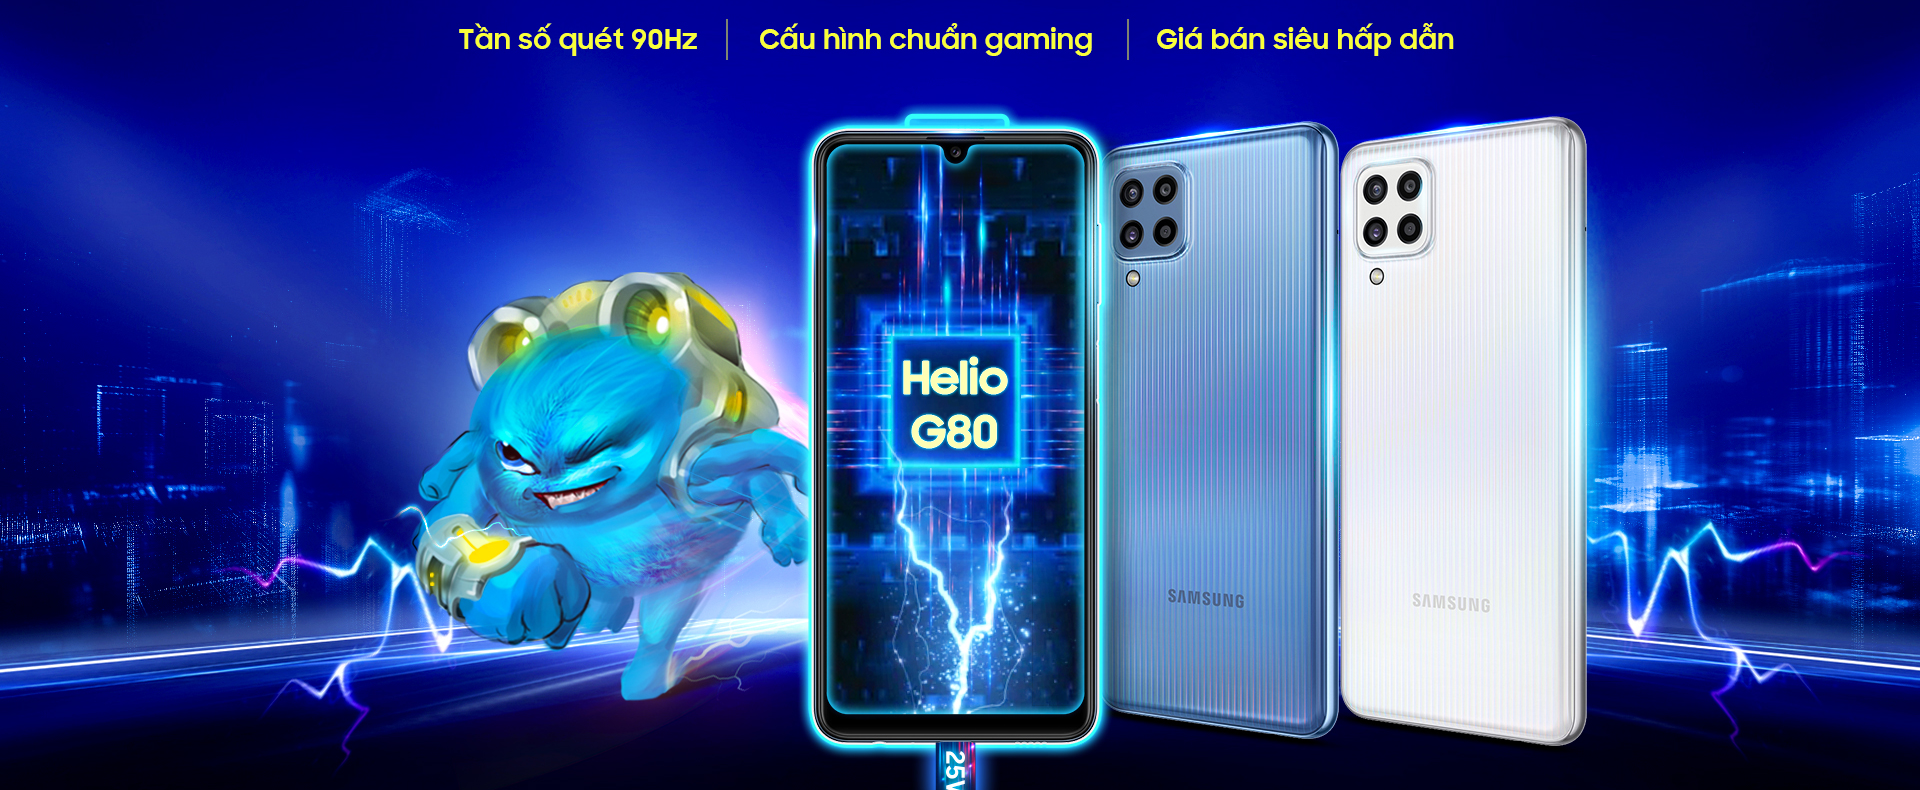 Tần số quét 90Hz
Cấu hình chuẩn gaming
Giá bán siêu hấp dẫn
Helio
G80
SAMSUNG
SAMSUNG
25W